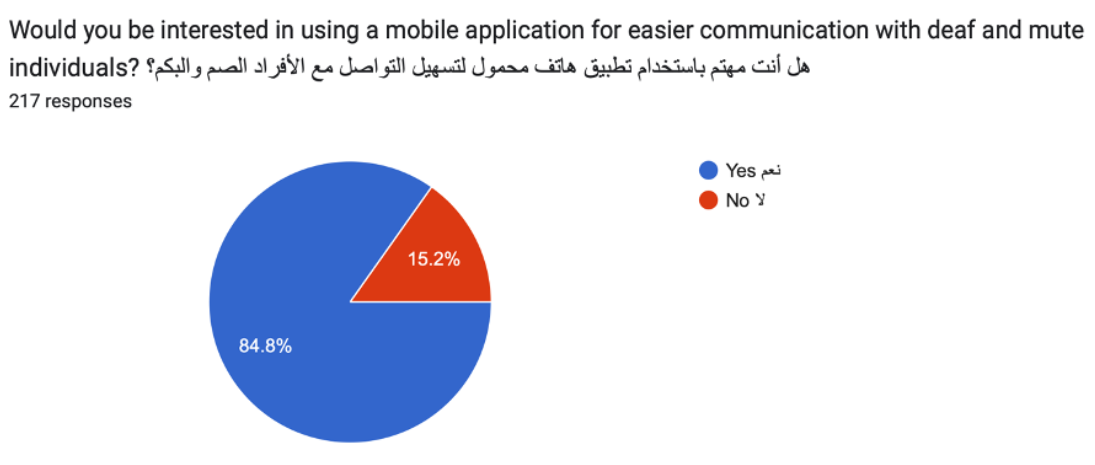 Would you be interested in using a mobile application for easier communication with deaf and mute
individuals? هل أنت مهتم باستخدام تطبيق هاتف محمول لتسهيل التواصل مع الأفراد الصم والبكم؟
217 responses
Yes نعم
No لا
15.2%
84.8%